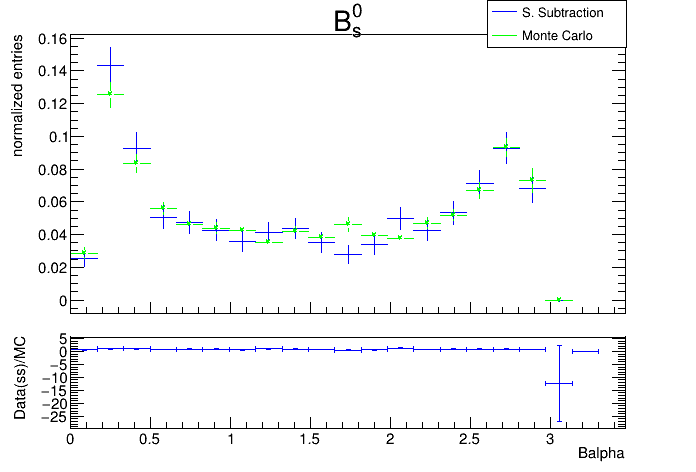 B⁰ₛ
S. Subtraction
Monte Carlo
normalized entries
0.16
0.14
0.12
0.1
0.08
0.06
0.04
0.02
0
Data(ss)/MC
5
0
−5
−10
−15
−20
−25
0 0.5 1 1.5 2 2.5 3
Balpha